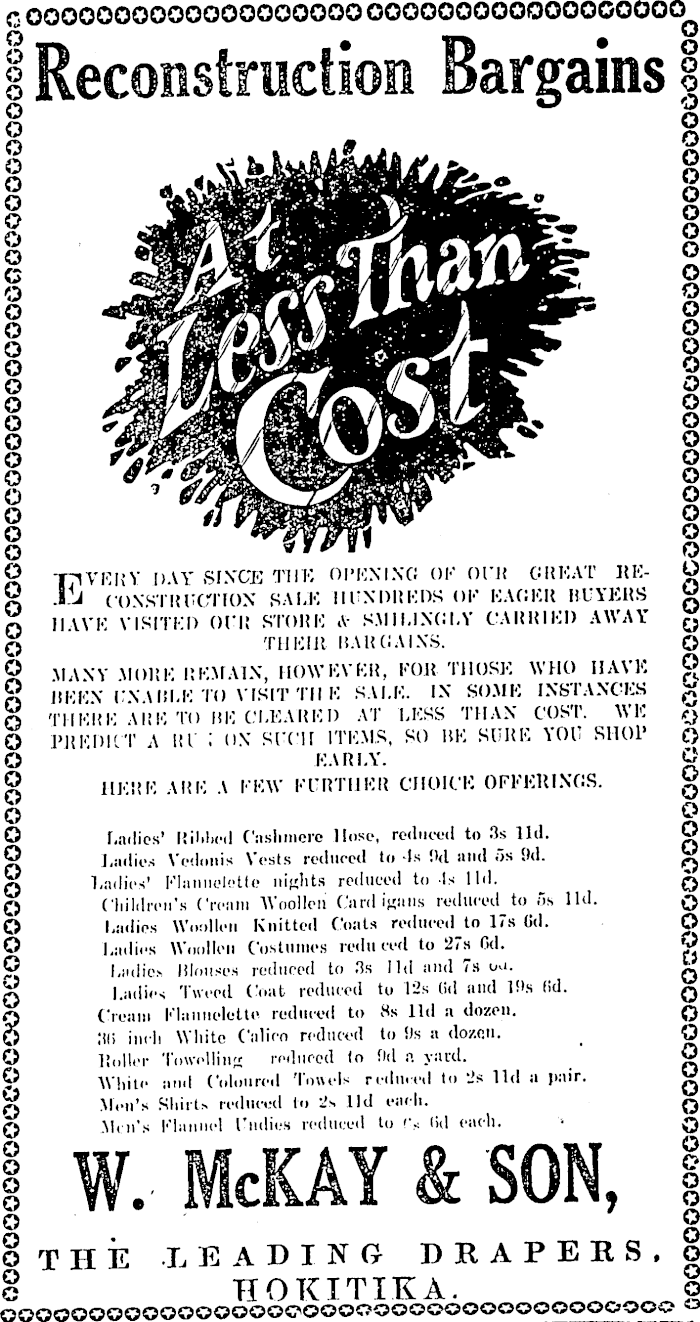 Reconstruction Bargains
At
Less Than
Cost
EVERY DAY SINCE THE OPENING OF OUR GREAT RE-
CONSTRUCTION SALE HUNDREDS OF EAGER BUYERS
HAVE VISITED OUR STORE & SMILINGLY CARRIED AWAY
THEIR BARGAINS.
MANY MORE REMAIN, HOWEVER, FOR THOSE WHO HAVE
BEEN UNABLE TO VISIT THE SALE. IN SOME INSTANCES
THERE ARE TO BE CLEARED AT LESS THAN COST. WE
PREDICT A ON SUCH ITEMS, SO BE SURE YOU SHOP
EARLY.
HERE ARE A FEW FURTHER CHOICE OFFERINGS.
Ladies' Ribbed Cashmere Hose, reduced to 3s 11d.
Ladies Vedonis Vests reduced to 4s 9d and 5s 9d.
Ladies' Flannelette nights reduced to 4s 11d.
Children's Cream Woollen Cardigans reduced to 5s 11d.
Ladies Woollen Knitted Coats reduced to 17s 6d.
Ladies Woollen Costumes reduced to 27s 6d.
Ladies Blouses reduced to 3s 11d and 7s
Ladies Tweed Coat reduced to 12s 6d and 19s 6d.
Cream Flannelette reduced to 8s 11d a dozen.
36 inch White Calico reduced to 9s a dozen.
Roller Towelling reduced to 9d a yard.
White and Coloured Towels reduced to 2s 11d a pair.
Men's Shirts reduced to 2s 11d each.
Men's Flannel Undies reduced to 6d each.
W. McKAY & SON,
THE LEADING DRAPERS.
HOKITIKA.